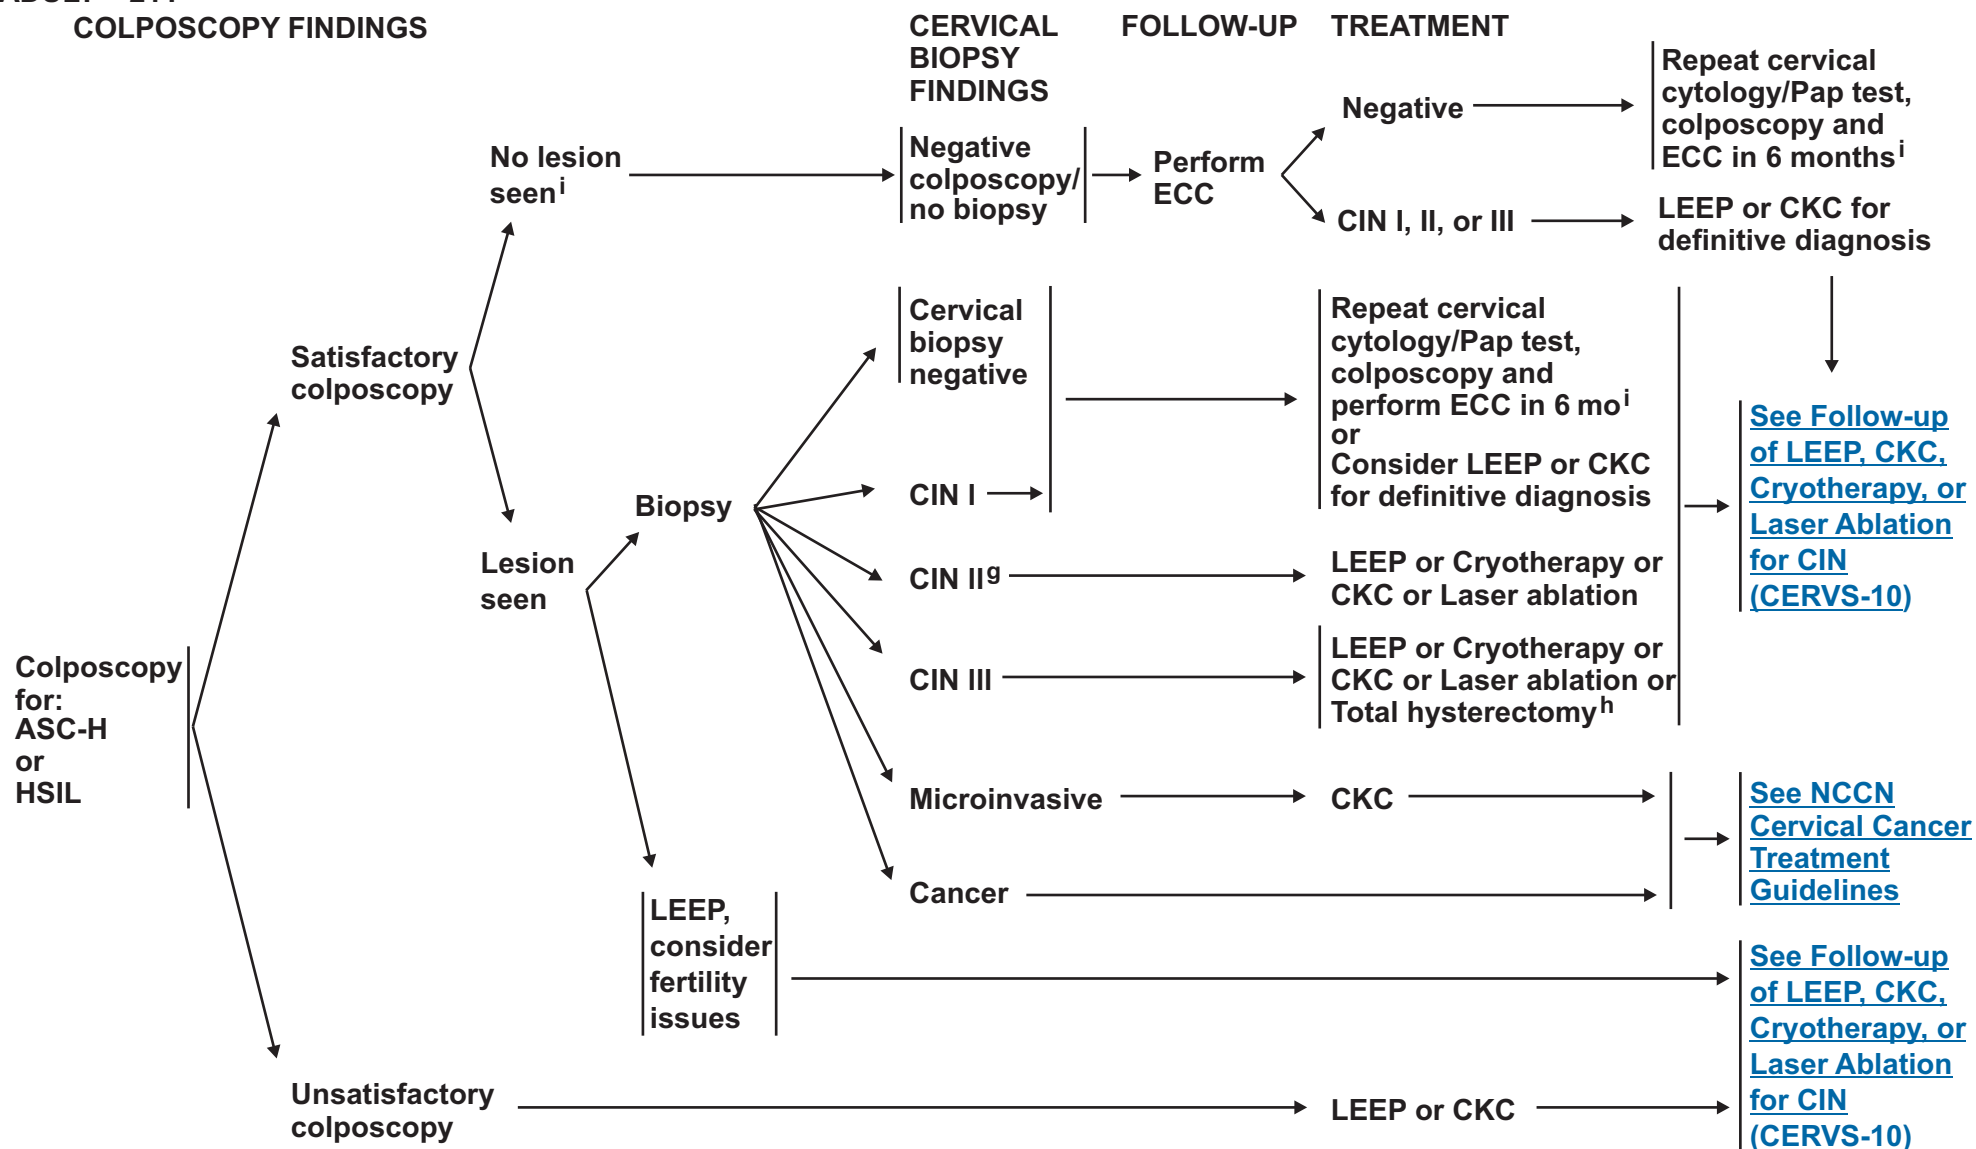 COLPOSCOPY FINDINGS
CERVICAL
BIOPSY
FINDINGS
FOLLOW-UP
TREATMENT
Colposcopy
for:
ASC-H
or
HSIL
Satisfactory
colposcopy
No lesion
seen i
Negative
colposcopy/
no biopsy
Perform
ECC
Negative
Repeat cervical
cytology/Pap test,
colposcopy and
ECC in 6 months i
CIN I, II, or III
LEEP or CKC for
definitive diagnosis
Lesion
seen
Biopsy
Cervical
biopsy
negative
CIN I
Repeat cervical
cytology/Pap test,
colposcopy and
perform ECC in 6 mo i
or
Consider LEEP or CKC
for definitive diagnosis
CIN II g
LEEP or Cryotherapy or
CKC or Laser ablation
CIN III
LEEP or Cryotherapy or
CKC or Laser ablation or
Total hysterectomy h
See Follow-up
of LEEP, CKC,
Cryotherapy, or
Laser Ablation
for CIN
(CERVS-10)
Microinvasive
CKC
Cancer
See NCCN
Cervical Cancer
Treatment
Guidelines
LEEP,
consider
fertility
issues
Unsatisfactory
colposcopy
LEEP or CKC
See Follow-up
of LEEP, CKC,
Cryotherapy, or
Laser Ablation
for CIN
(CERVS-10)